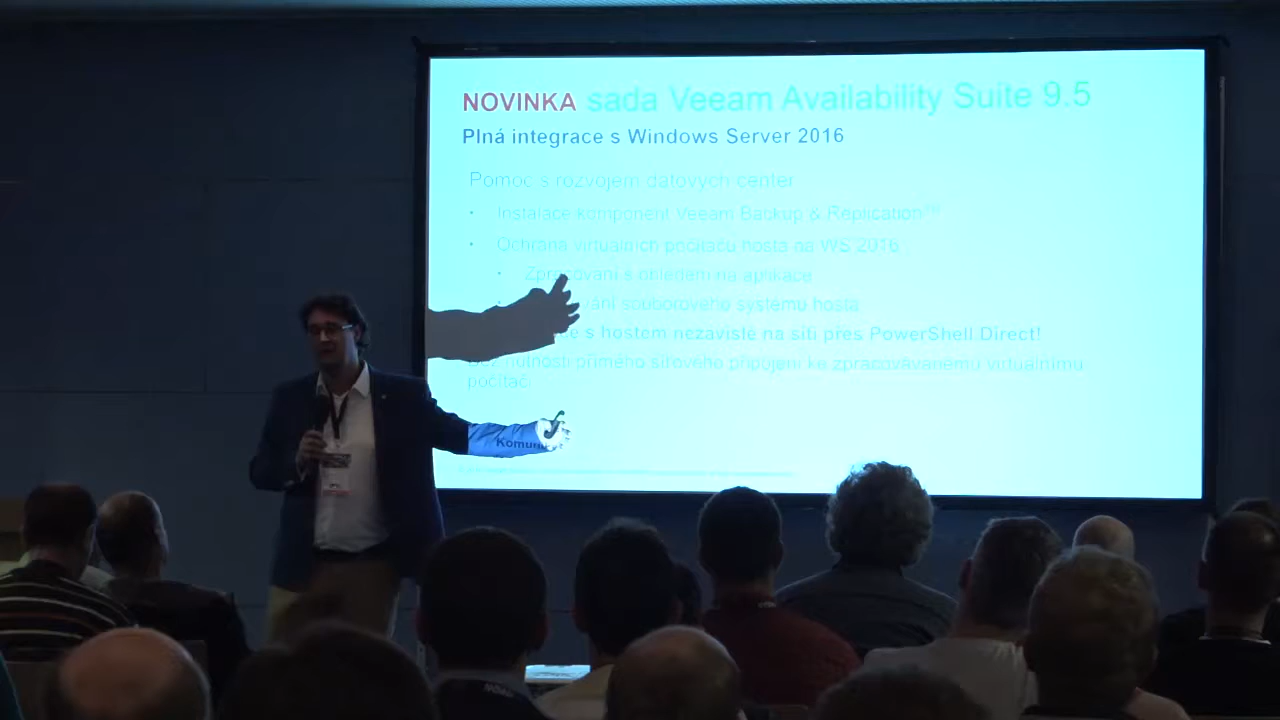 NOVINKA sada Veeam Availability Suite 9.5
Plná integrace s Windows Server 2016
Pomoc s rozvojem datových center
• Instalace komponent Veeam Backup & Replication™
• Ochrana virtuálních počítačů hosta na WS 2016 :
• Zpracování s ohledem na aplikace
souborového systému hosta
s hostem nezávislé na síti přes PowerShell Direct!
nutnosti přímého síťového připojení ke zpracovávanému virtuálnímu
počítači